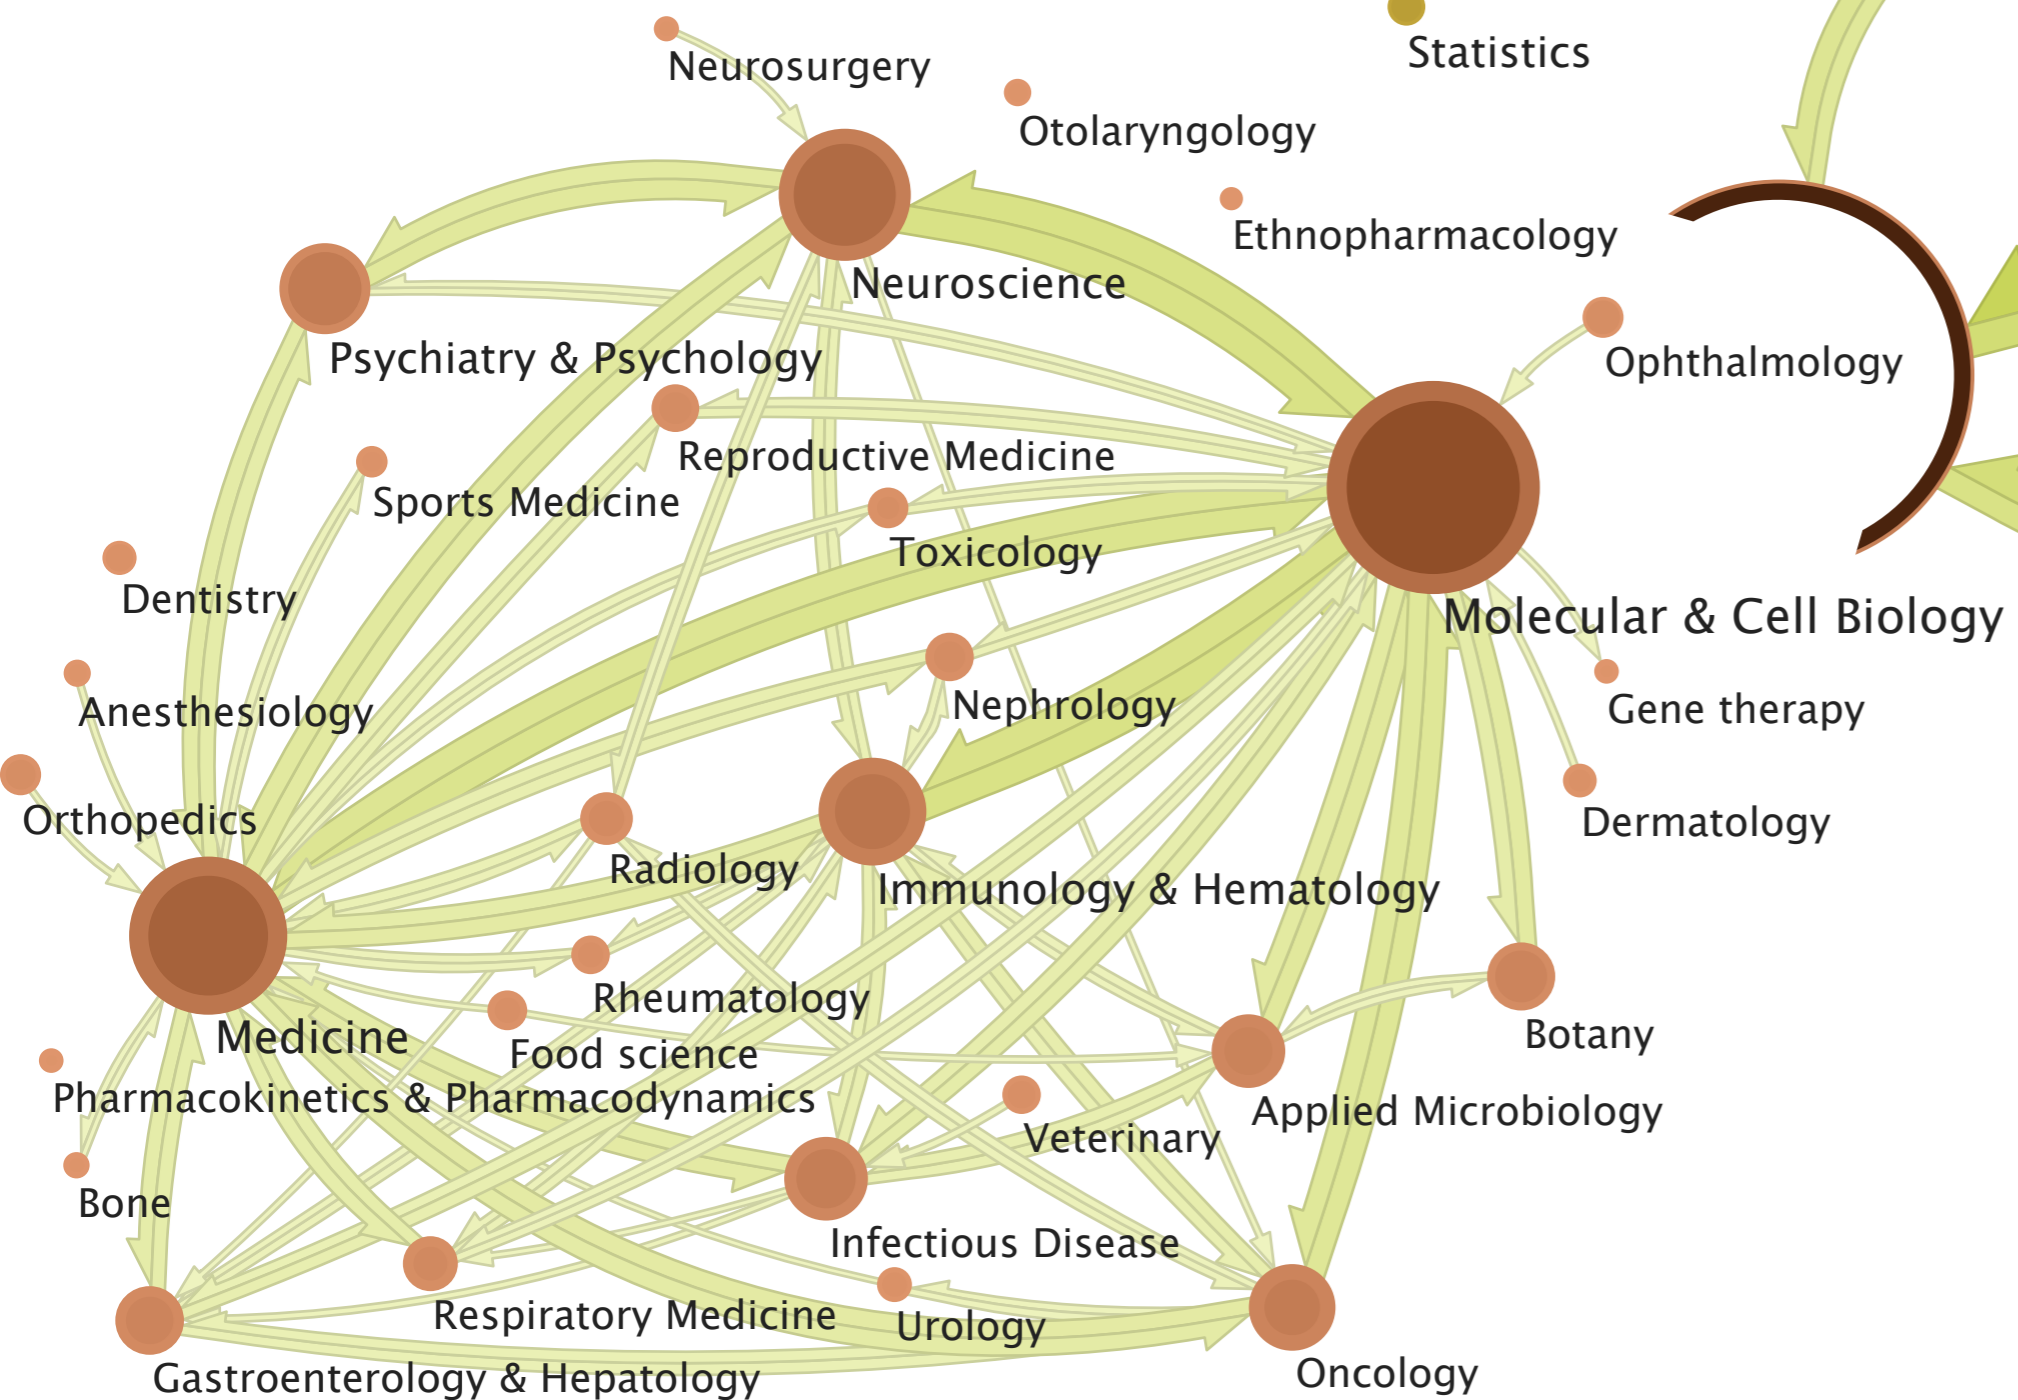 Statistics
Neurosurgery
Otolaryngology
Ethnopharmacology
Neuroscience
Psychiatry & Psychology
Ophthalmology
Reproductive Medicine
Sports Medicine
Toxicology
Dentistry
Molecular & Cell Biology
Nephrology
Gene therapy
Anesthesiology
Orthopedics
Dermatology
Radiology
Immunology & Hematology
Rheumatology
Medicine
Botany
Food science
Pharmacokinetics & Pharmacodynamics
Applied Microbiology
Veterinary
Bone
Infectious Disease
Respiratory Medicine
Urology
Gastroenterology & Hepatology
Oncology